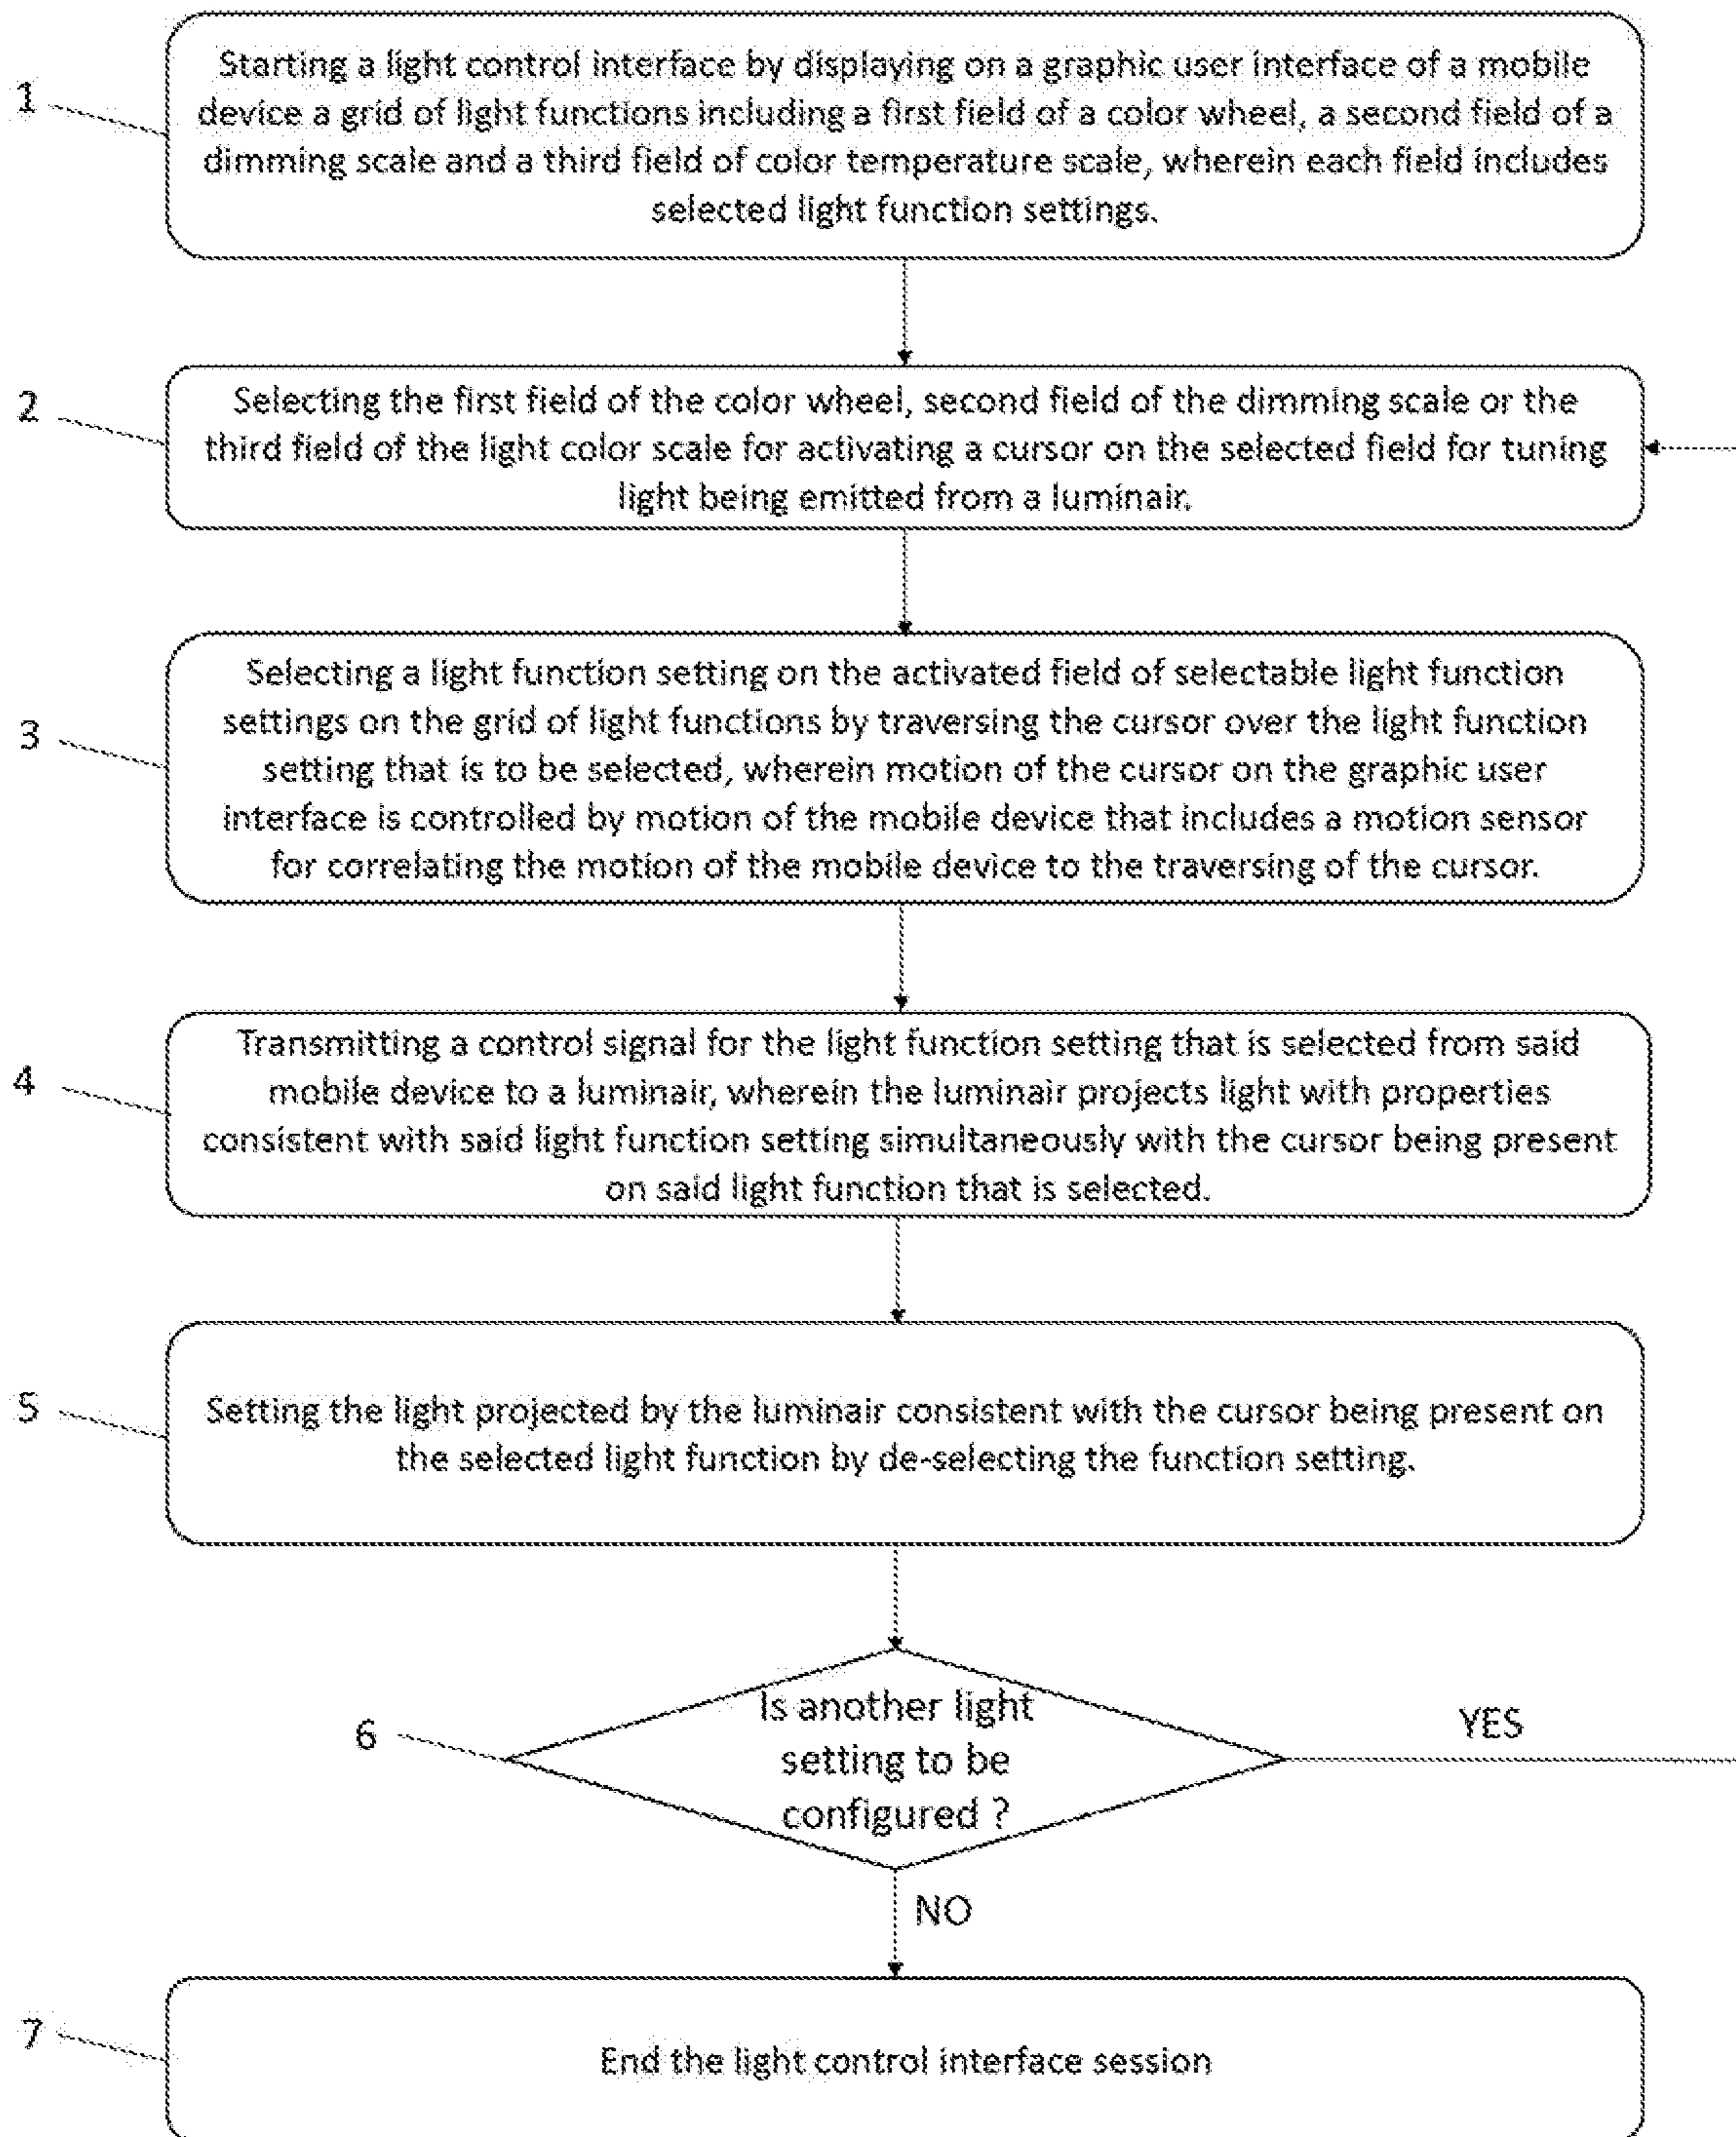 1
Starting a light control interface by displaying on a graphic user interface of a mobile
device a grid of light functions including a first field of a color wheel, a second field of a
dimming scale and a third field of color temperature scale, wherein each field includes
selected light function settings.
2
Selecting the first field of the color wheel, second field of the dimming scale or the
third field of the light color scale for activating a cursor on the selected field for tuning
light being emitted from a luminair.
3
Selecting a light function setting on the activated field of selectable light function
settings on the grid of light functions by traversing the cursor over the light function
setting that is to be selected, wherein motion of the cursor on the graphic user
interface is controlled by motion of the mobile device that includes a motion sensor
for correlating the motion of the mobile device to the traversing of the cursor.
4
Transmitting a control signal for the light function setting that is selected from said
mobile device to a luminair, wherein the luminair projects light with properties
consistent with said light function setting simultaneously with the cursor being present
on said light function that is selected.
5
Setting the light projected by the luminair consistent with the cursor being present on
the selected light function by de-selecting the function setting.
6
Is another light
setting to be
configured ?
YES
NO
7
End the light control interface session